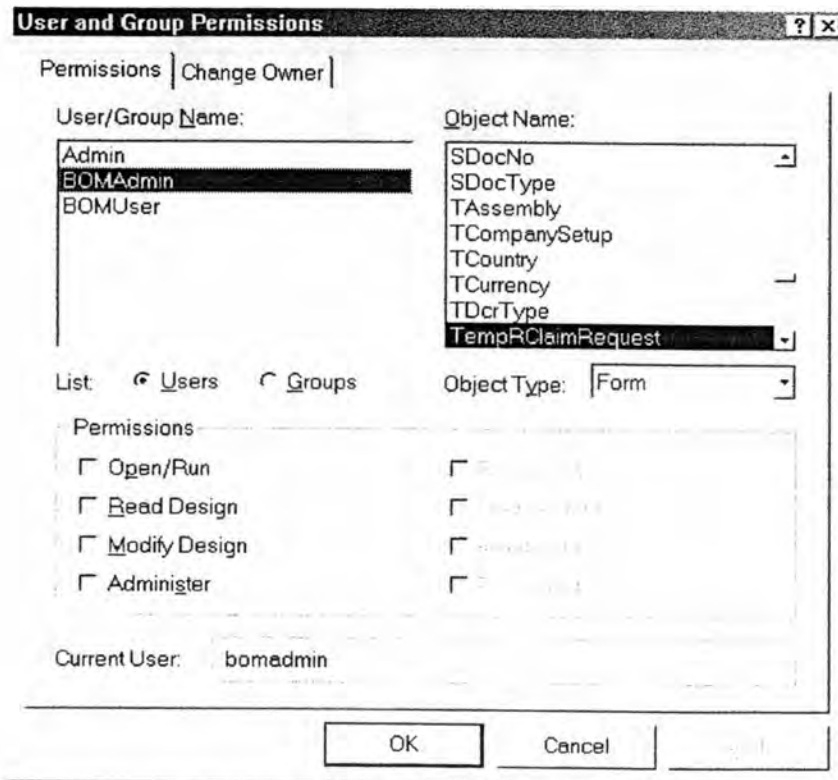 User and Group Permissions
Permissions Change Owner
User/Group Name:
Admin
BOMAdmin
BOMUser
Object Name:
SDocNo
SDocType
TAssembly
TCompanySetup
TCountry
TCurrency
TDcrType
TempRClaimRequest
List: Users Groups
Object Type: Form
Permissions
Open/Run
Read Design
Modify Design
Administer
Current User: bomadmin
OK Cancel